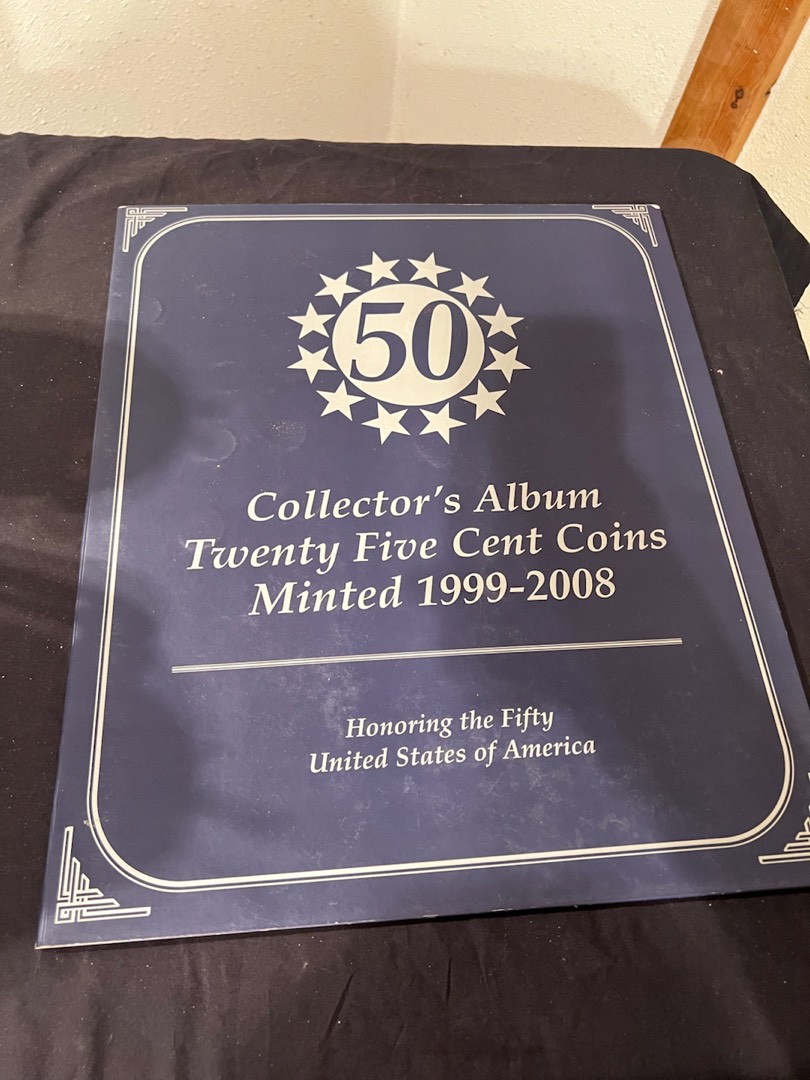 50
Collector's Album
Twenty Five Cent Coins
Minted 1999-2008
Honoring the Fifty
United States of America